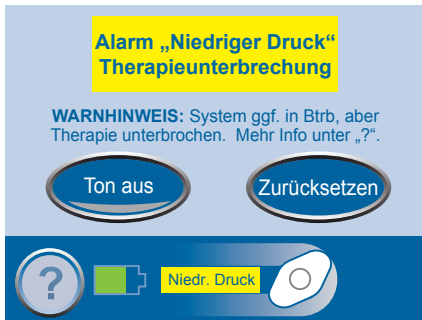 Alarm „Niedriger Druck“
Therapieunterbrechung
WARNHINWEIS: System ggf. in Btrb, aber
Therapie unterbrochen. Mehr Info unter „?“.
Ton aus
Zurücksetzen
?
Niedr. Druck